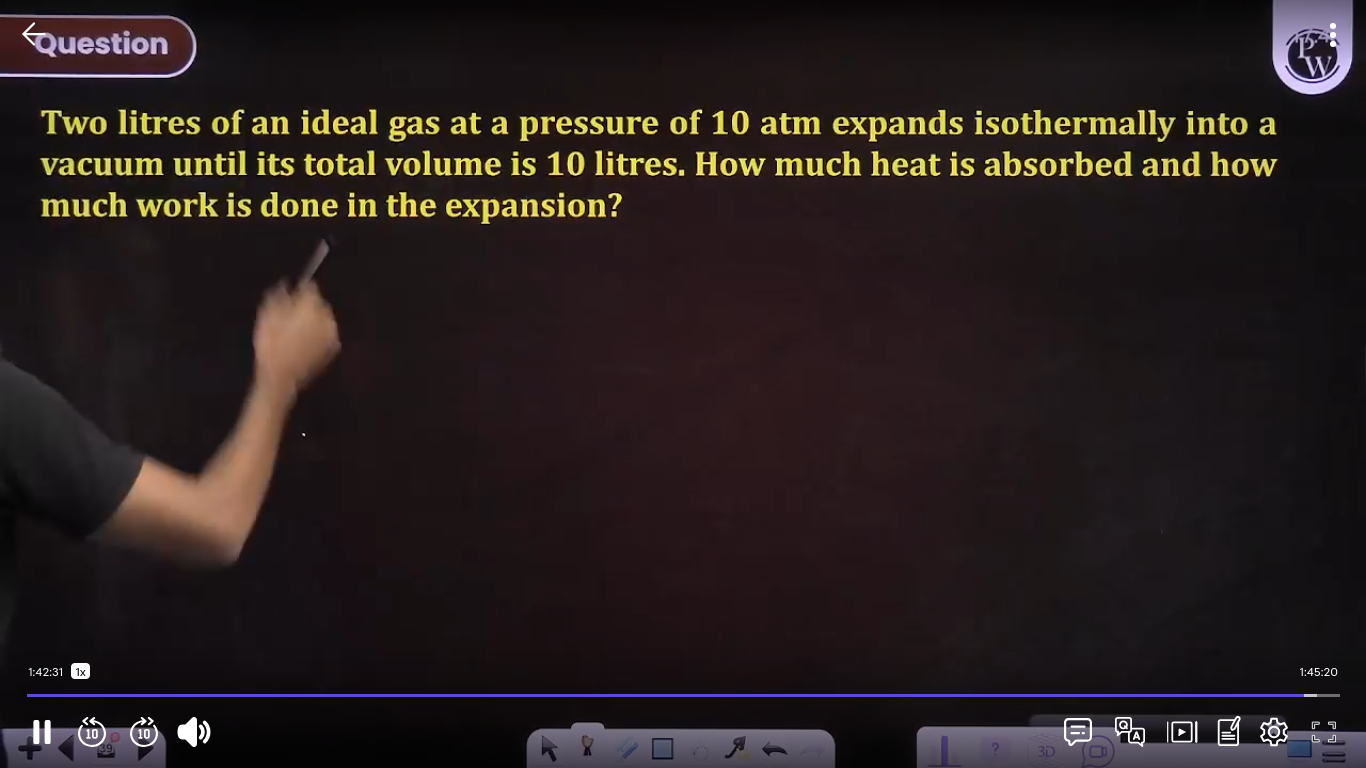 Question
PW
Two litres of an ideal gas at a pressure of 10 atm expands isothermally into a
vacuum until its total volume is 10 litres. How much heat is absorbed and how
much work is done in the expansion?
1:42:31 1x
1:45:20
10 10
3D